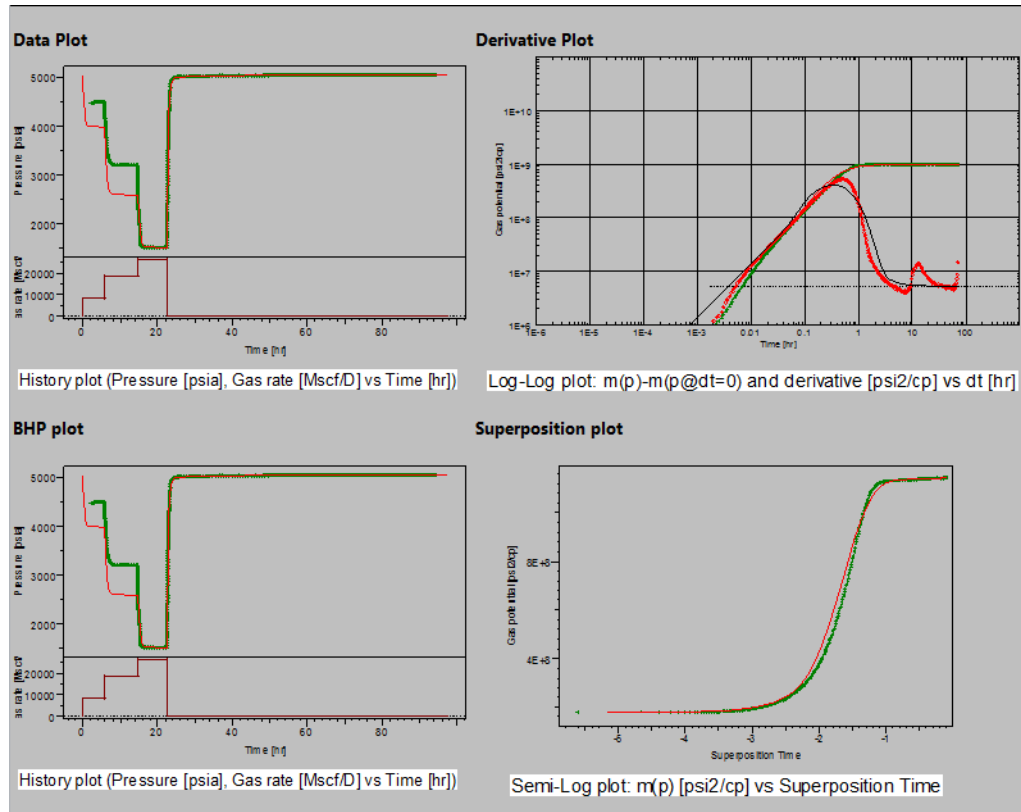 Data Plot
Derivative Plot
5000
4000
3000
2000
Pressure [psia]
20000
10000
0
as rate [Mscf/
0
20
40
60
80
Time [hr]
History plot (Pressure [psia], Gas rate [Mscf/D] vs Time [hr])
1E+10
1E+9
1E+8
1E+7
1E+6
Gas potential [psi2/cp]
1E-6
1E-5
1E-4
1E-3
0.01
0.1
1
10
100
Time [hr]
Log-Log plot: m(p)-m(p@dt=0) and derivative [psi2/cp] vs dt [hr]
BHP plot
Superposition plot
5000
4000
3000
2000
Pressure [psia]
20000
10000
0
as rate [Mscf/
0
20
40
60
80
Time [hr]
History plot (Pressure [psia], Gas rate [Mscf/D] vs Time [hr])
8E+8
4E+8
Gas potential [psi2/cp]
-4
-3
-2
-1
Superposition Time
Semi-Log plot: m(p) [psi2/cp] vs Superposition Time